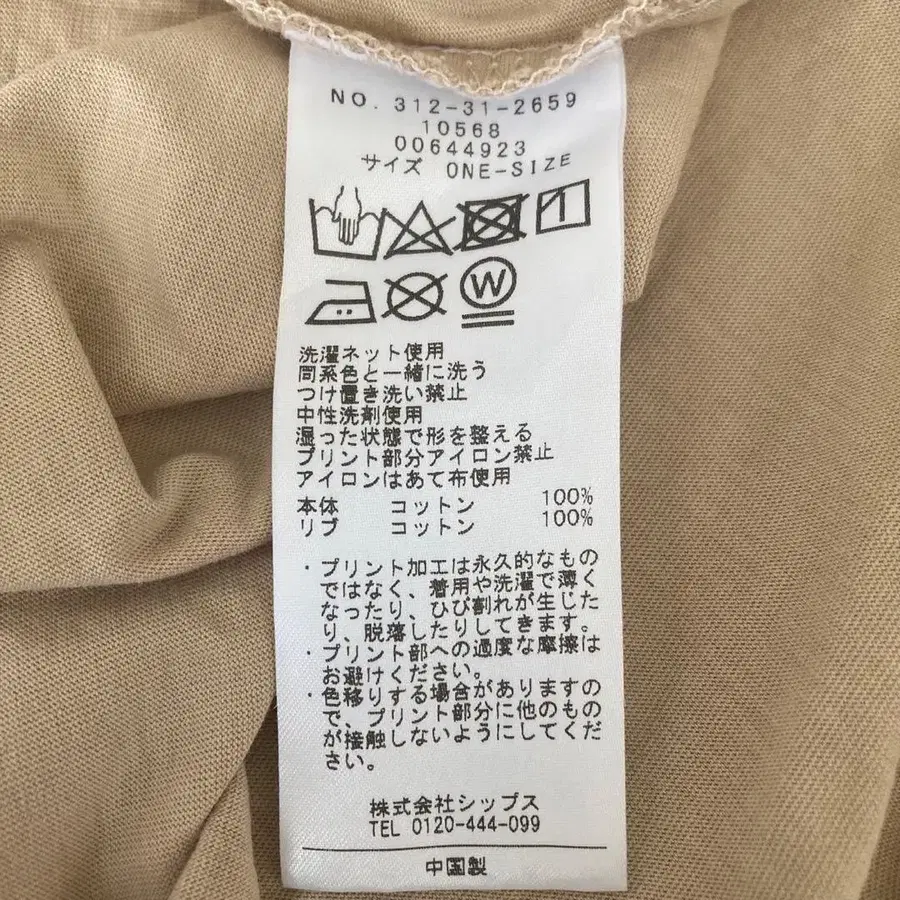 NO. 312-31-2659
10568
00644923
サイズ ONE-SIZE
W
洗濯ネット使用
同系色と一緒に洗う
つけ置き洗い禁止
中性洗剤使用
湿った状態で形を整える
プリント部分アイロン禁止
アイロンはあて布使用
本体 コットン 100%
リブ コットン 100%
・プリント加工は永久的なもの
ではなく、着用や洗濯で薄く
なったり、ひび割れが生じた
り、脱落したりしてきます。
・プリント部への過度な摩擦は
お避けください。
・色移りする場合がありますの
で、プリント部分に他のもの
が接触しないようにしてくだ
さい。
株式会社シップス
TEL 0120-444-099
中国製